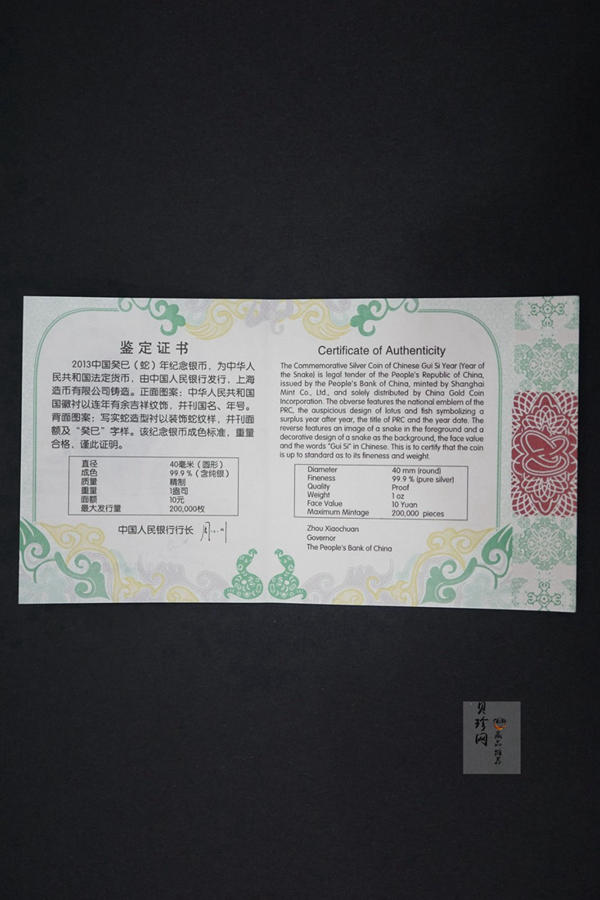 鉴定证书
2013中国癸巳（蛇）年纪念银币，为中华人
民共和国法定货币，由中国人民银行发行，上海
造币有限公司铸造。正面图案：中华人民共和国
国徽衬以连年有余吉祥纹饰，并刊国名、年号。
背面图案：写实蛇造型衬以装饰蛇纹样，并刊面
额及“癸巳”字样。该纪念银币成色标准，重量
合格，谨此证明。
直径 40毫米（圆形）
成色 99.9％（含纯银）
质量 精制
重量 1盎司
面额 10元
最大发行量 200,000枚
中国人民银行行长
Certificate of Authenticity
The Commemorative Silver Coin of Chinese Gui Si Year (Year of
the Snake) is legal tender of the People's Republic of China,
issued by the People's Bank of China, minted by Shanghai
Mint Co., Ltd., and solely distributed by China Gold Coin
Incorporation. The obverse features the national emblem of the
PRC, the auspicious design of lotus and fish symbolizing a
surplus year after year, the title of PRC and the year date. The
reverse features an image of a snake in the foreground and a
decorative design of a snake as the background, the face value
and the words "Gui Si" in Chinese. This is to certify that the coin
is up to standard as to its fineness and weight.
Diameter 40 mm (round)
Fineness 99.9 % (pure silver)
Quality Proof
Weight 1 oz
Face Value 10 Yuan
Maximum Mintage 200,000 pieces
Zhou Xiaochuan
Governor
The People's Bank of China
贝珍网
藏品推荐